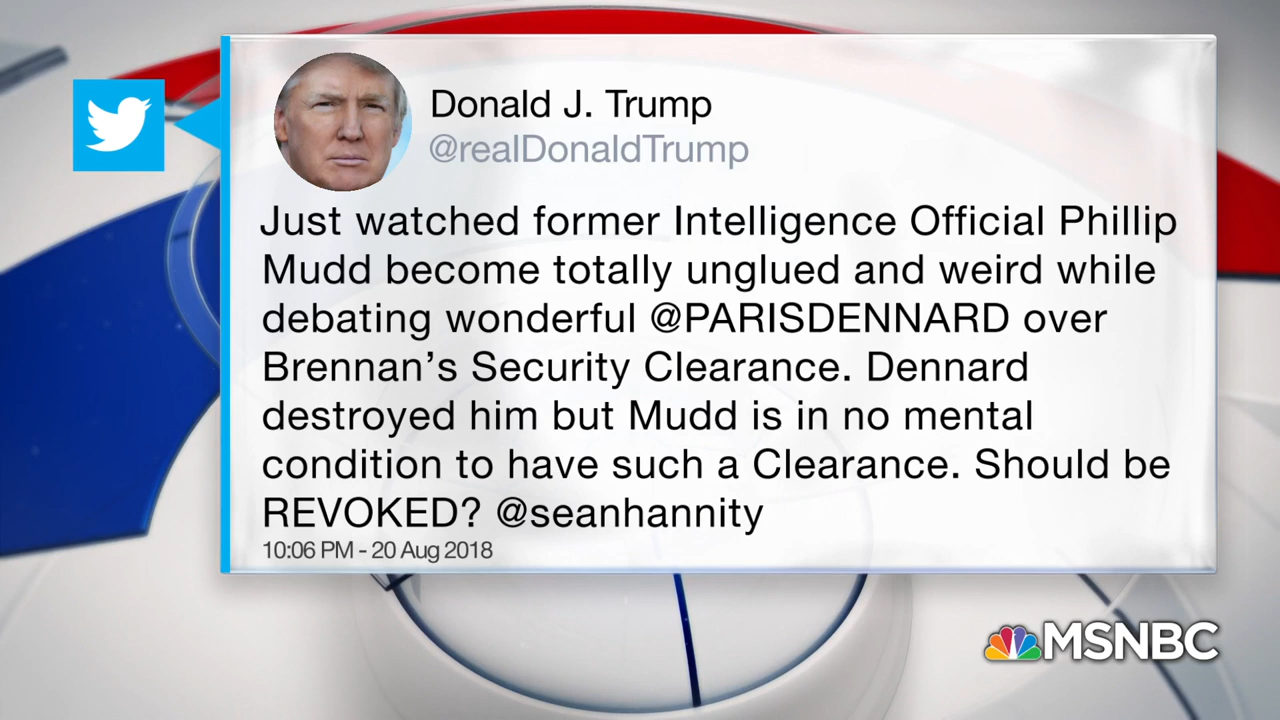 Donald J. Trump
@realDonaldTrump
Just watched former Intelligence Official Phillip
Mudd become totally unglued and weird while
debating wonderful @PARISDENNARD over
Brennan’s Security Clearance. Dennard
destroyed him but Mudd is in no mental
condition to have such a Clearance. Should be
REVOKED? @seanhannity
10:06 PM - 20 Aug 2018
MSNBC